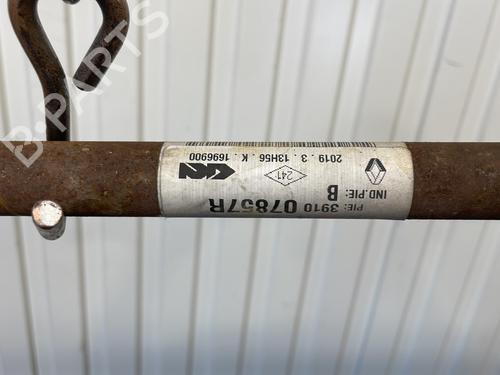 PIE: 3910 07857R
IND.PIE: B
241
2019 . 3 . 13H56 . K . 1696900
B-PARTS